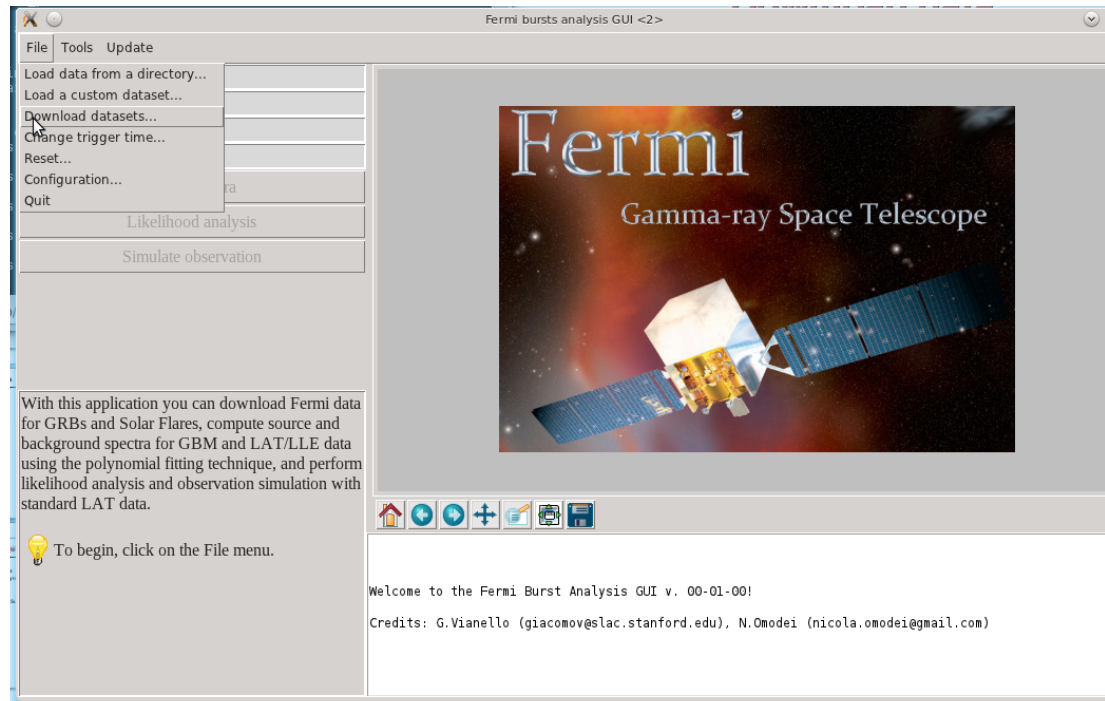 Fermi bursts analysis GUI <2>
File Tools Update
Load data from a directory...
Load a custom dataset...
Download datasets...
Change trigger time...
Reset...
Configuration...
Quit
ra
Likelihood analysis
Simulate observation
Fermi
Gamma-ray Space Telescope
With this application you can download Fermi data
for GRBs and Solar Flares, compute source and
background spectra for GBM and LAT/LLE data
using the polynomial fitting technique, and perform
likelihood analysis and observation simulation with
standard LAT data.
To begin, click on the File menu.
Welcome to the Fermi Burst Analysis GUI v. 00-01-00!
Credits: G.Vianello (giacomov@slac.stanford.edu), N.Omodei (nicola.omodei@gmail.com)